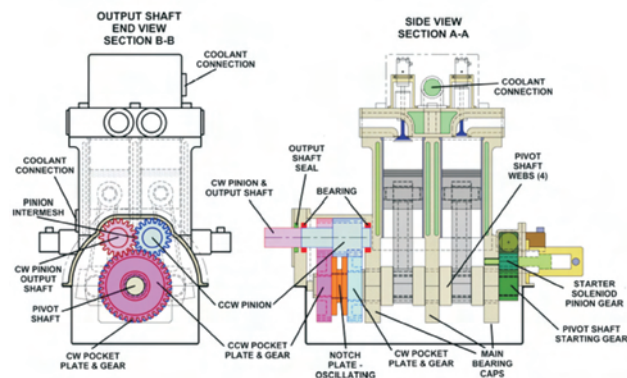 OUTPUT SHAFT
END VIEW
SECTION B-B
COOLANT
CONNECTION
COOLANT
CONNECTION
PINION
INTERMESH
CW PINION
OUTPUT SHAFT
PIVOT
SHAFT
CW POCKET
PLATE & GEAR
CCW PINION
CCW POCKET
PLATE & GEAR
SIDE VIEW
SECTION A-A
COOLANT
CONNECTION
OUTPUT
SHAFT
SEAL
BEARING
CW PINION &
OUTPUT SHAFT
PIVOT
SHAFT
WEBS (4)
STARTER
SOLENIOD
PINION GEAR
PIVOT SHAFT
STARTING GEAR
NOTCH
PLATE -
OSCILLATING
CW POCKET
PLATE & GEAR
MAIN
BEARING
CAPS